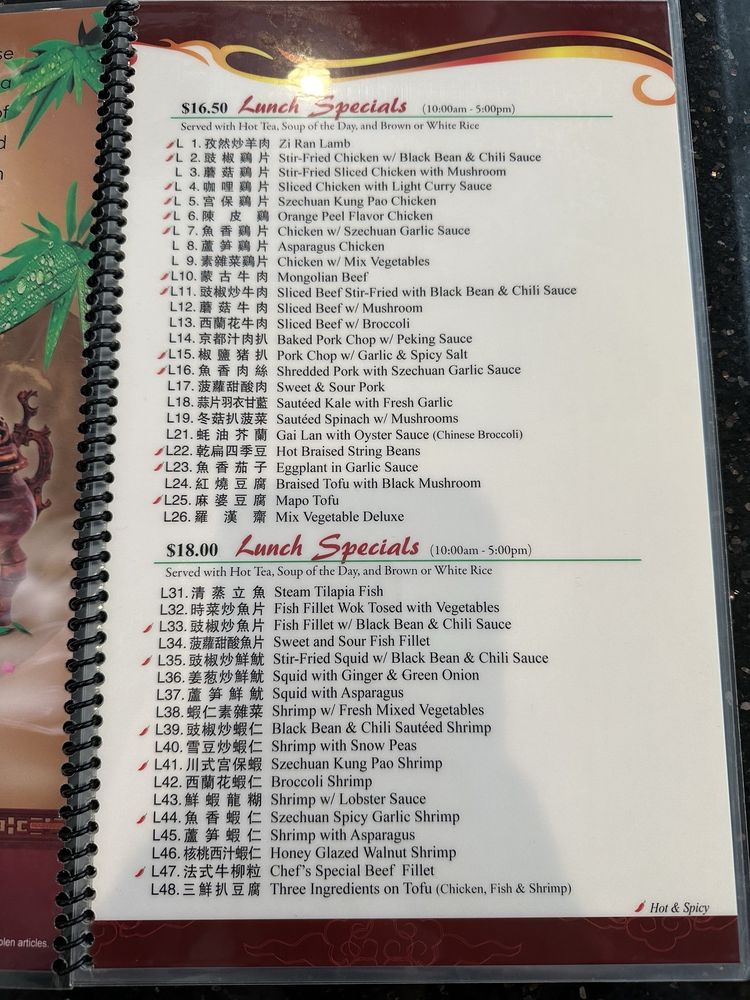 se
a
of
d
n
olen articles.
$16.50 Lunch Specials (10:00am - 5:00pm)
Served with Hot Tea, Soup of the Day, and Brown or White Rice
L 1. 孜然炒羊肉 Zi Ran Lamb
L 2. 豉椒鷄片 Stir-Fried Chicken w/ Black Bean & Chili Sauce
L 3. 蘑菇鷄片 Stir-Fried Sliced Chicken with Mushroom
L 4. 咖哩鷄片 Sliced Chicken with Light Curry Sauce
L 5. 宫保鷄片 Szechuan Kung Pao Chicken
L 6. 陳皮鷄 Orange Peel Flavor Chicken
L 7. 魚香鷄片 Chicken w/ Szechuan Garlic Sauce
L 8. 蘆笋鷄片 Asparagus Chicken
L 9. 素雜菜鷄片 Chicken w/ Mix Vegetables
L10. 蒙古牛肉 Mongolian Beef
L11. 豉椒炒牛肉 Sliced Beef Stir-Fried with Black Bean & Chili Sauce
L12. 蘑菇牛肉 Sliced Beef w/ Mushroom
L13. 西蘭花牛肉 Sliced Beef w/ Broccoli
L14. 京都汁肉扒 Baked Pork Chop w/ Peking Sauce
L15. 椒鹽猪扒 Pork Chop w/ Garlic & Spicy Salt
L16. 魚香肉絲 Shredded Pork with Szechuan Garlic Sauce
L17. 菠蘿甜酸肉 Sweet & Sour Pork
L18. 蒜片羽衣甘藍 Sautéed Kale with Fresh Garlic
L19. 冬菇扒菠菜 Sautéed Spinach w/ Mushrooms
L21. 蚝油芥蘭 Gai Lan with Oyster Sauce (Chinese Broccoli)
L22. 乾扁四季豆 Hot Braised String Beans
L23. 魚香茄子 Eggplant in Garlic Sauce
L24. 紅燒豆腐 Braised Tofu with Black Mushroom
L25. 麻婆豆腐 Mapo Tofu
L26. 羅漢齋 Mix Vegetable Deluxe
$18.00 Lunch Specials (10:00am - 5:00pm)
Served with Hot Tea, Soup of the Day, and Brown or White Rice
L31. 清蒸立魚 Steam Tilapia Fish
L32. 時菜炒魚片 Fish Fillet Wok Tosed with Vegetables
L33. 豉椒炒魚片 Fish Fillet w/ Black Bean & Chili Sauce
L34. 菠蘿甜酸魚片 Sweet and Sour Fish Fillet
L35. 豉椒炒鮮魷 Stir-Fried Squid w/ Black Bean & Chili Sauce
L36. 姜葱炒鮮魷 Squid with Ginger & Green Onion
L37. 蘆笋鮮魷 Squid with Asparagus
L38. 蝦仁素雜菜 Shrimp w/ Fresh Mixed Vegetables
L39. 豉椒炒蝦仁 Black Bean & Chili Sautéed Shrimp
L40. 雪豆炒蝦仁 Shrimp with Snow Peas
L41. 川式宫保蝦 Szechuan Kung Pao Shrimp
L42. 西蘭花蝦仁 Broccoli Shrimp
L43. 鮮蝦龍糊 Shrimp w/ Lobster Sauce
L44. 魚香蝦仁 Szechuan Spicy Garlic Shrimp
L45. 蘆笋蝦仁 Shrimp with Asparagus
L46. 核桃西汁蝦仁 Honey Glazed Walnut Shrimp
L47. 法式牛柳粒 Chef's Special Beef Fillet
L48. 三鮮扒豆腐 Three Ingredients on Tofu (Chicken, Fish & Shrimp)
Hot & Spicy